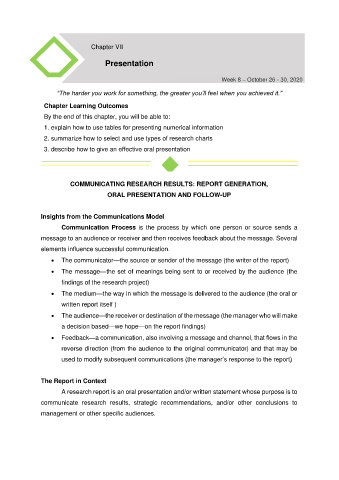 Chapter VII
Presentation
Week 8 – October 26 - 30, 2020
"The harder you work for something, the greater you'll feel when you achieved it."
Chapter Learning Outcomes
By the end of this chapter, you will be able to:
1. explain how to use tables for presenting numerical information
2. summarize how to select and use types of research charts
3. describe how to give an effective oral presentation
COMMUNICATING RESEARCH RESULTS: REPORT GENERATION,
ORAL PRESENTATION AND FOLLOW-UP
Insights from the Communications Model
Communication Process is the process by which one person or source sends a
message to an audience or receiver and then receives feedback about the message. Several
elements influence successful communication.
• The communicator—the source or sender of the message (the writer of the report)
• The message—the set of meanings being sent to or received by the audience (the
findings of the research project)
• The medium—the way in which the message is delivered to the audience (the oral or
written report itself )
• The audience—the receiver or destination of the message (the manager who will make
a decision based—we hope—on the report findings)
• Feedback—a communication, also involving a message and channel, that flows in the
reverse direction (from the audience to the original communicator) and that may be
used to modify subsequent communications (the manager's response to the report)
The Report in Context
A research report is an oral presentation and/or written statement whose purpose is to
communicate research results, strategic recommendations, and/or other conclusions to
management or other specific audiences.